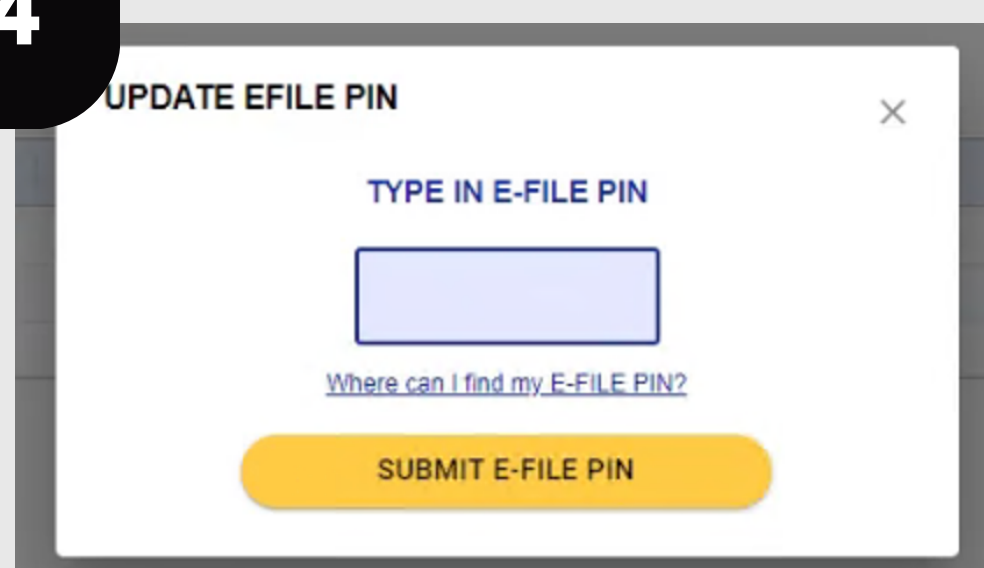 4
UPDATE EFILE PIN
TYPE IN E-FILE PIN
Where can I find my E-FILE PIN?
SUBMIT E-FILE PIN